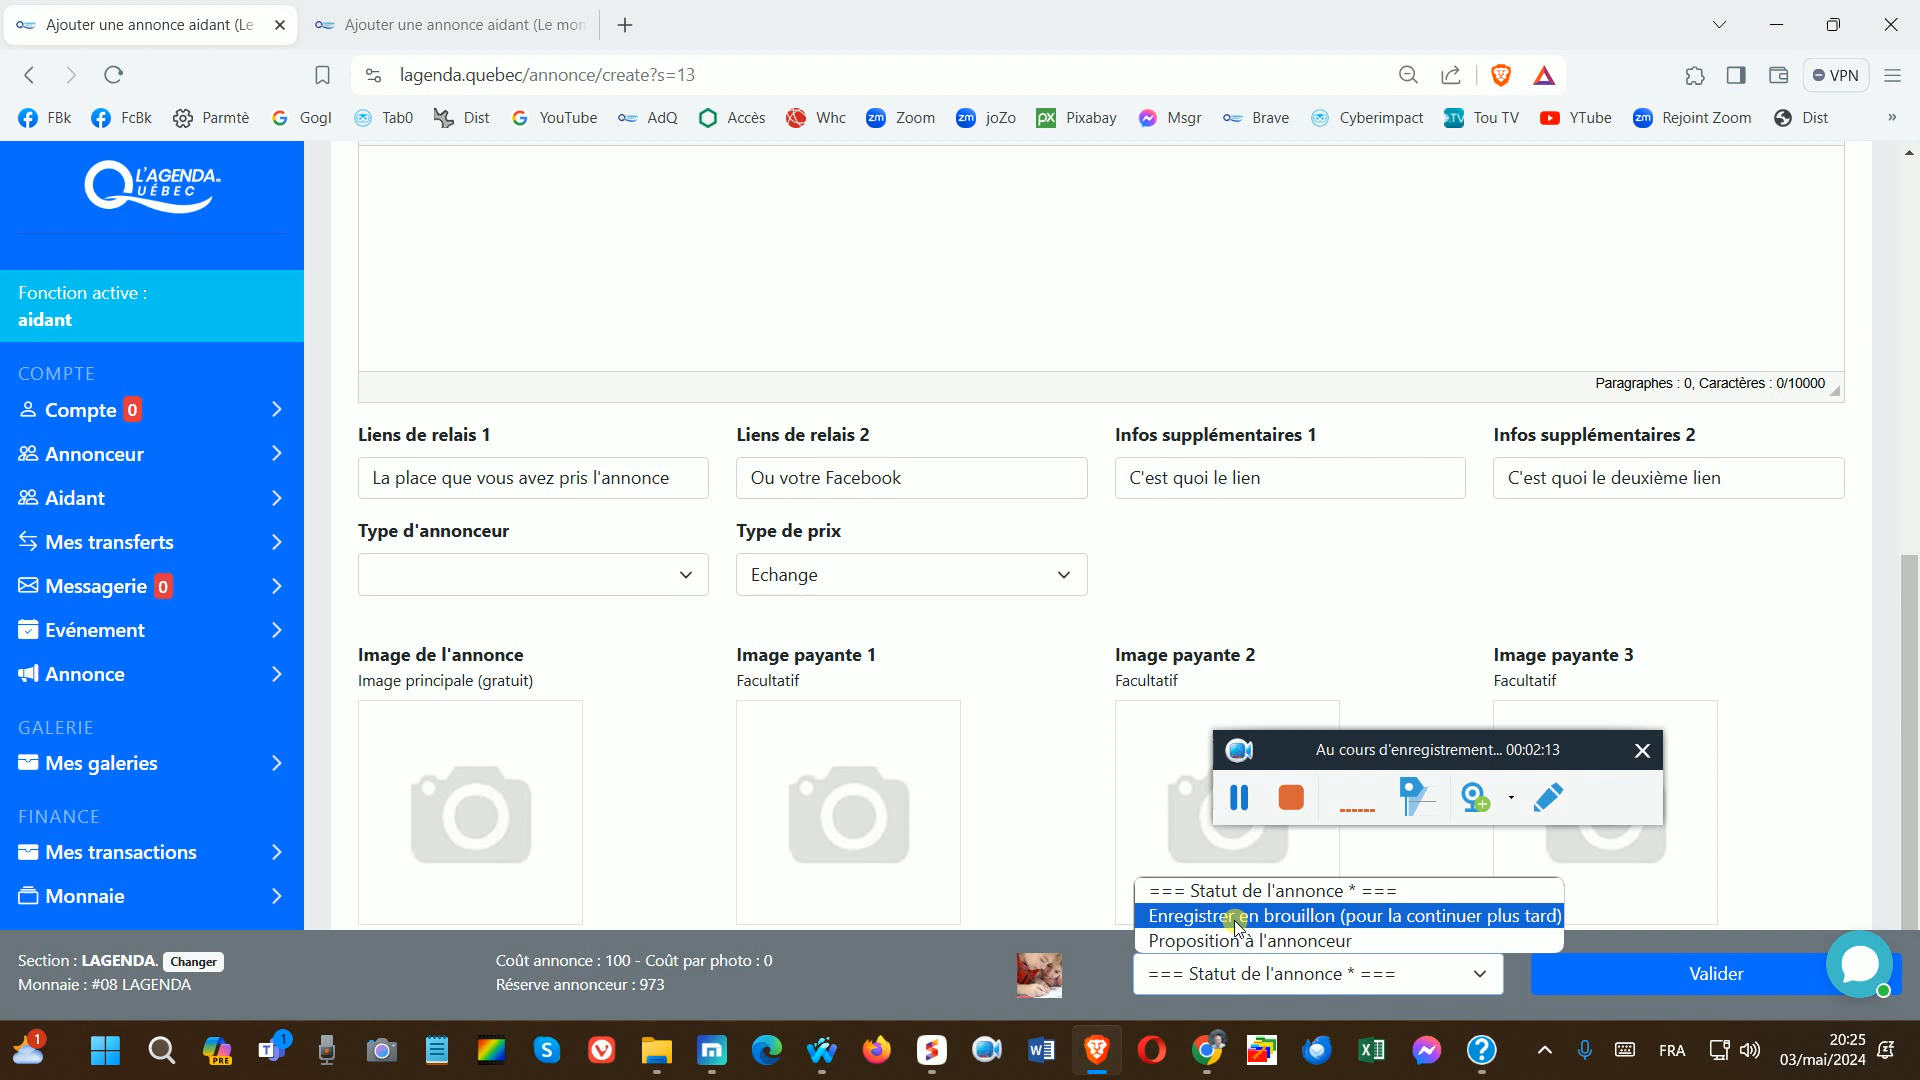 Ajouter une annonce aidant (Le
Ajouter une annonce aidant (Le mon
lagenda.quebec/annonce/create?s=13
VPN
FBk
FcBk
Parmtè
Gogl
Tab0
Dist
YouTube
AdQ
Accès
Whc
Zoom
joZo
Pixabay
Msgr
Brave
Cyberimpact
Tou TV
YTube
Rejoint Zoom
Dist
»
L'AGENDA.
QUÉBEC
Fonction active :
aidant
COMPTE
Compte 0
Annonceur
Aidant
Mes transferts
Messagerie 0
Evénement
Annonce
GALERIE
Mes galeries
FINANCE
Mes transactions
Monnaie
Paragraphes : 0, Caractères : 0/10000
Liens de relais 1
Liens de relais 2
Infos supplémentaires 1
Infos supplémentaires 2
La place que vous avez pris l'annonce
Ou votre Facebook
C'est quoi le lien
C'est quoi le deuxième lien
Type d'annonceur
Type de prix
Echange
Image de l'annonce
Image payante 1
Image payante 2
Image payante 3
Image principale (gratuit)
Facultatif
Facultatif
Facultatif
Au cours d'enregistrement... 00:02:13
=== Statut de l'annonce * ===
Enregistrer en brouillon (pour la continuer plus tard)
Proposition à l'annonceur
=== Statut de l'annonce * ===
Valider
Section : LAGENDA. Changer
Monnaie : #08 LAGENDA
Coût annonce : 100 - Coût par photo : 0
Réserve annonceur : 973
1
PRE
1
FRA
20:25
03/mai/2024